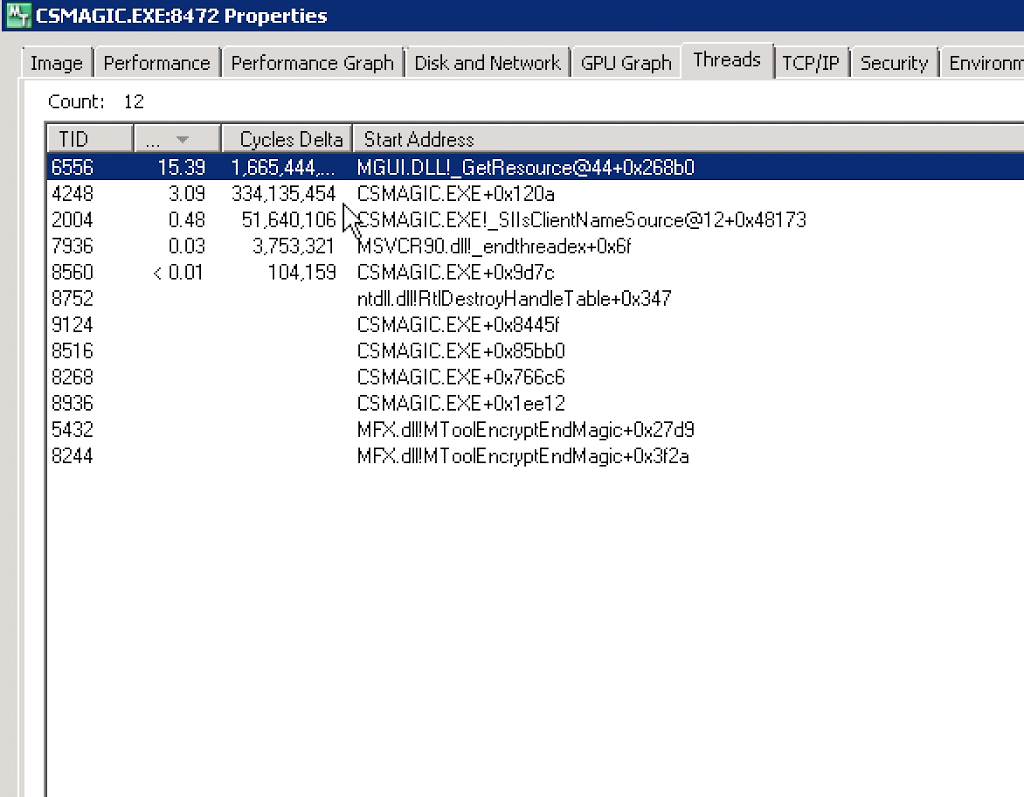 CSMAGIC.EXE:8472 Properties
Image Performance Performance Graph Disk and Network GPU Graph Threads TCP/IP Security Environm
Count: 12
TID ... Cycles Delta Start Address
6556 15.39 1,665,444,... MGUI.DLL!_GetResource@44+0x268b0
4248 3.09 334,135,454 CSMAGIC.EXE+0x120a
2004 0.48 51,640,106 CSMAGIC.EXE!_SIIsClientNameSource@12+0x48173
7936 0.03 3,753,321 MSVCR90.dll!_endthreadex+0x6f
8560 < 0.01 104,159 CSMAGIC.EXE+0x9d7c
8752 ntdll.dll!RtlDestroyHandleTable+0x347
9124 CSMAGIC.EXE+0x8445f
8516 CSMAGIC.EXE+0x85bb0
8268 CSMAGIC.EXE+0x766c6
8936 CSMAGIC.EXE+0x1ee12
5432 MFX.dll!MToolEncryptEndMagic+0x27d9
8244 MFX.dll!MToolEncryptEndMagic+0x3f2a